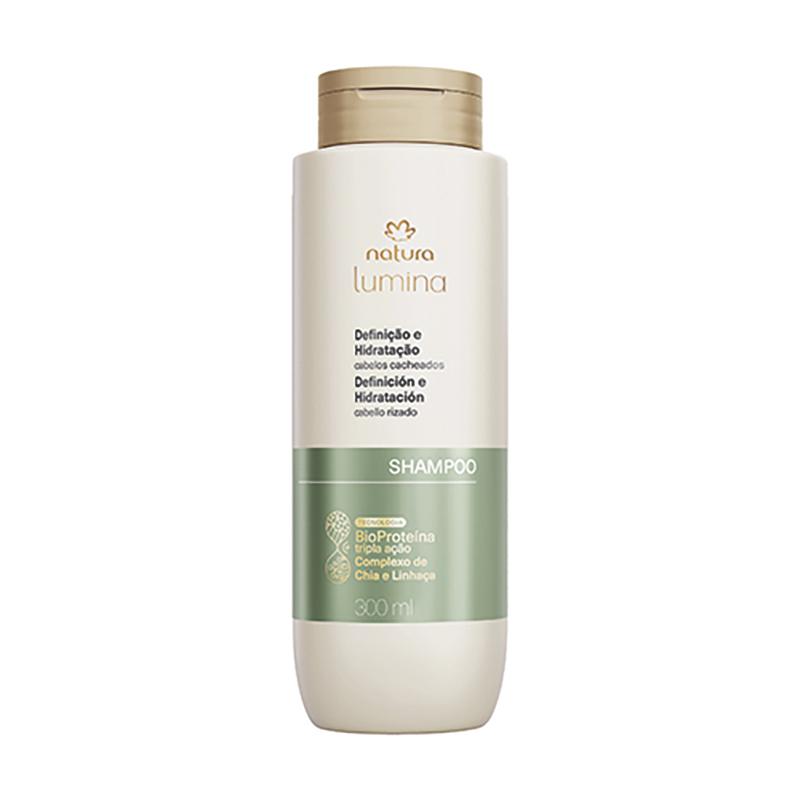 natura
lumina
Definição e
Hidratação
cabelos cacheados
Definición e
Hidratación
cabello rizado
SHAMPOO
TECNOLOGIA
BioProteína
tripla ação
Complexo de
Chia e Linhaça
300 ml